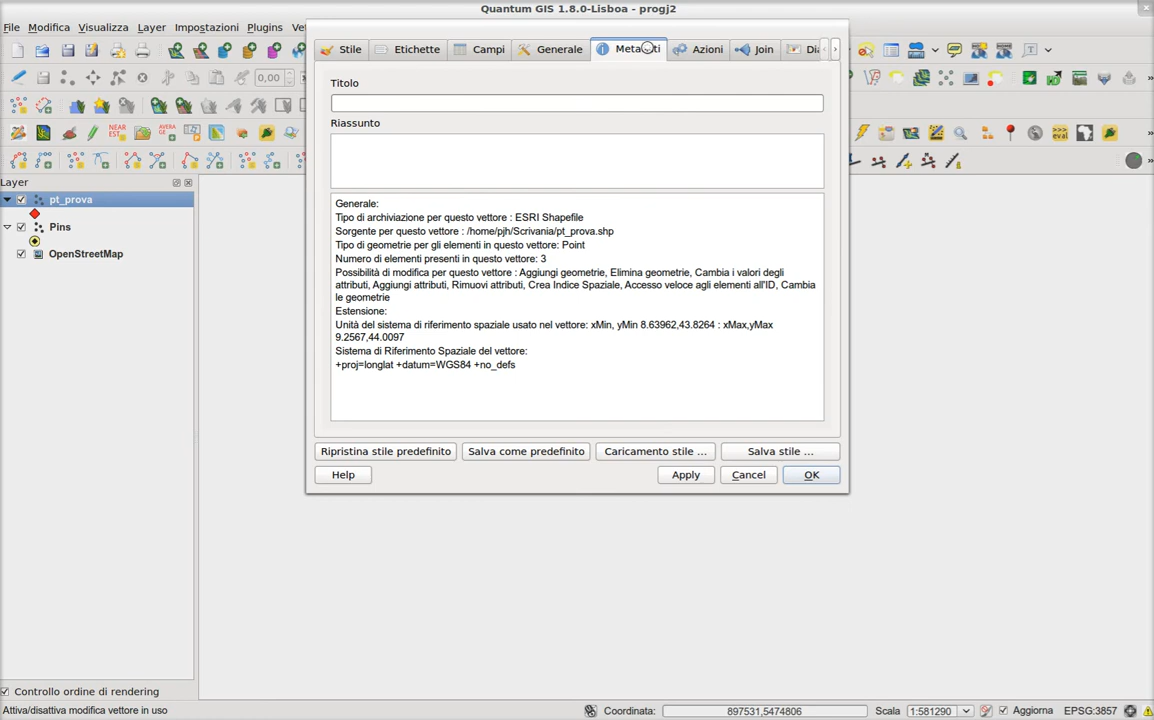 Quantum GIS 1.8.0-Lisboa - progj2
File Modifica Visualizza Layer Impostazioni Plugins
Stile Etichette Campi Generale Azioni Join
0,00
NEAREST AVERAGE eval T
Layer
pt_prova
Pins
OpenStreetMap
Titolo
Riassunto
Generale:
Tipo di archiviazione per questo vettore : ESRI Shapefile
Sorgente per questo vettore : /home/pjh/Scrivania/pt_prova.shp
Tipo di geometrie per gli elementi in questo vettore: Point
Numero di elementi presenti in questo vettore: 3
Possibilità di modifica per questo vettore : Aggiungi geometrie, Elimina geometrie, Cambia i valori degli
attributi, Aggiungi attributi, Rimuovi attributi, Crea Indice Spaziale, Accesso veloce agli elementi all'ID, Cambia
le geometrie
Estensione:
Unità del sistema di riferimento spaziale usato nel vettore: xMin, yMin 8.63962,43.8264 : xMax,yMax
9.2567,44.0097
Sistema di Riferimento Spaziale del vettore:
+proj=longlat +datum=WGS84 +no_defs
Ripristina stile predefinito Salva come predefinito Caricamento stile ... Salva stile ...
Help Apply Cancel OK
Controllo ordine di rendering
Attiva/disattiva modifica vettore in uso Coordinata: 897531,5474806 Scala 1:581290 Aggiorna EPSG:3857